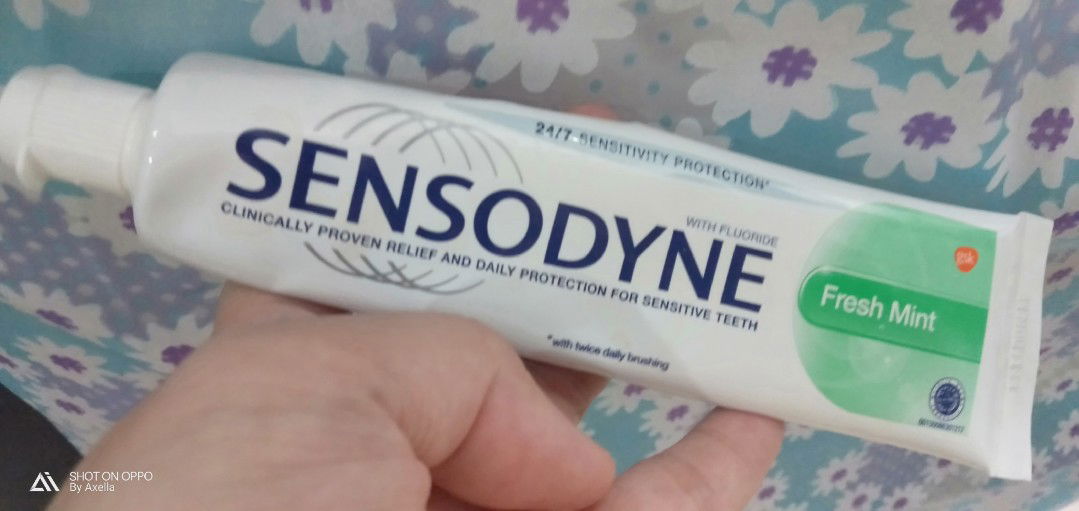 24/7 SENSITIVITY PROTECTION*
SENSODYNE
WITH FLUORIDE
CLINICALLY PROVEN RELIEF AND DAILY PROTECTION FOR SENSITIVE TEETH
*with twice daily brushing
gsk
Fresh Mint
SHOT ON OPPO
By Axella